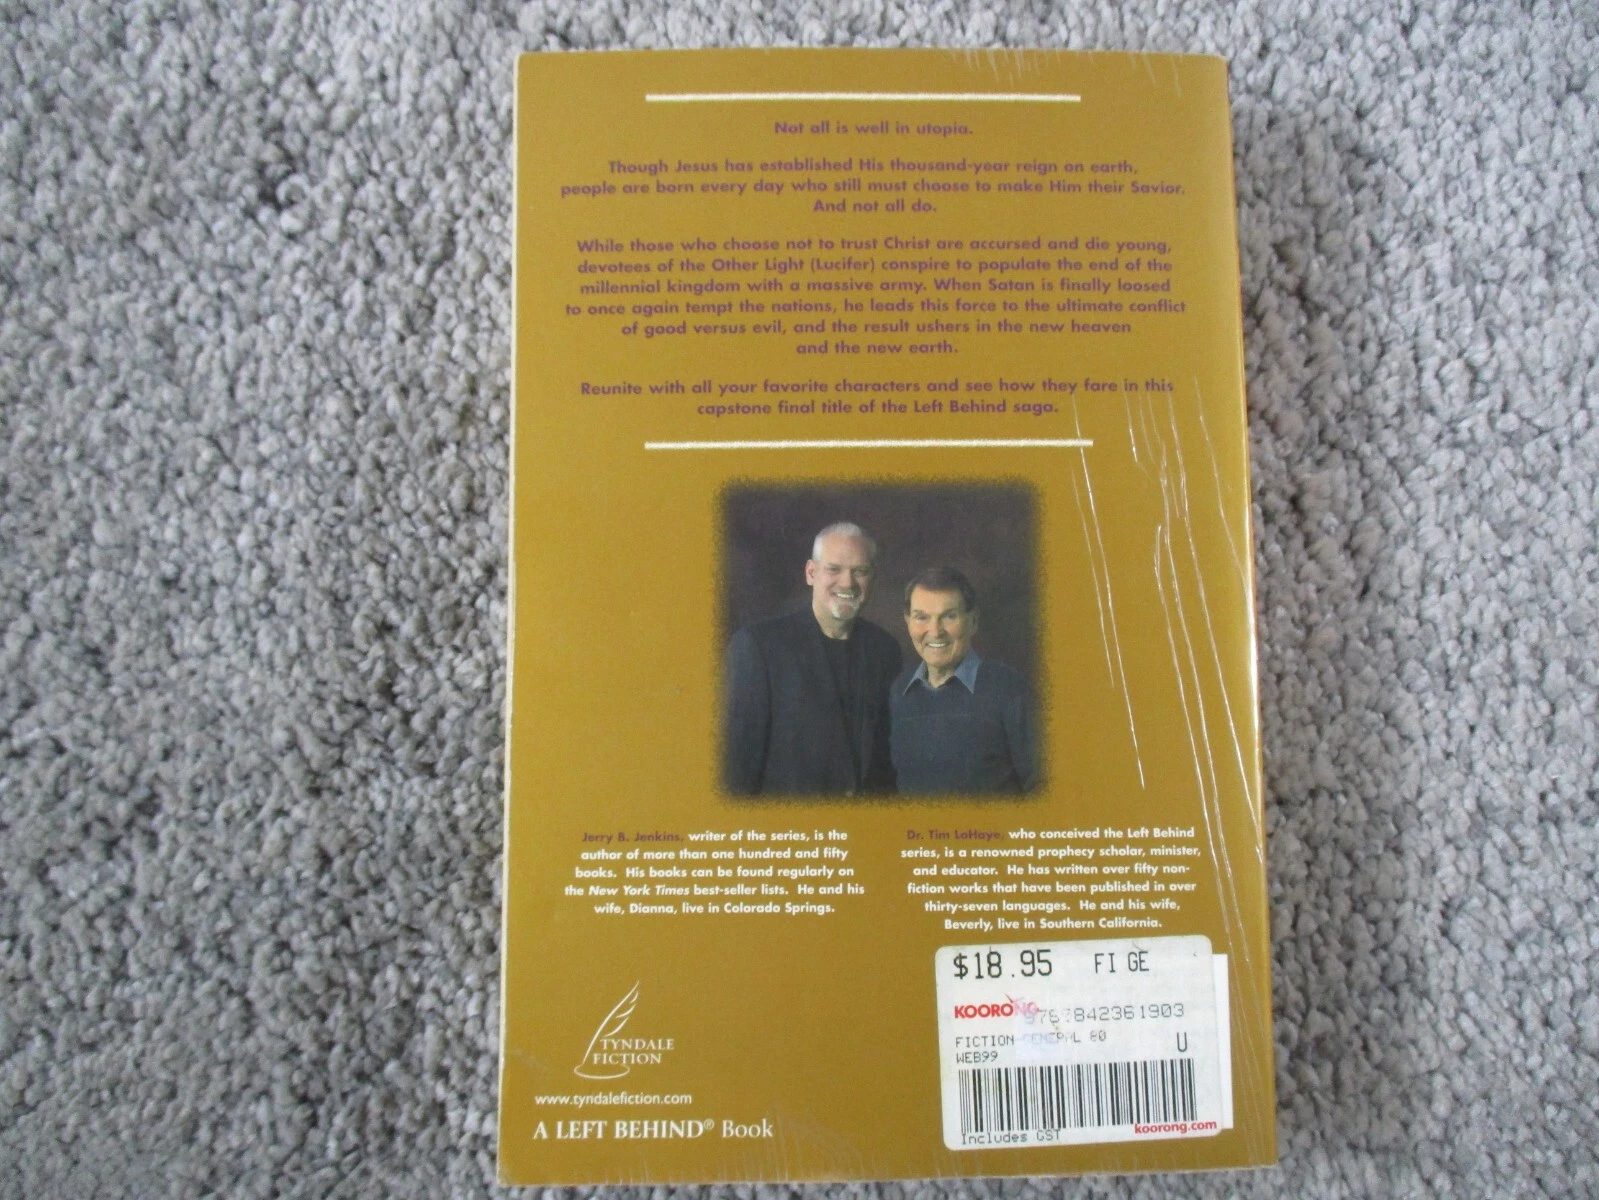 Not all is well in utopia.
Though Jesus has established His thousand-year reign on earth,
people are born every day who still must choose to make Him their Savior.
And not all do.
While those who choose not to trust Christ are accursed and die young,
devotees of the Other Light (Lucifer) conspire to populate the end of the
millennial kingdom with a massive army. When Satan is finally loosed
to once again tempt the nations, he leads this force to the ultimate conflict
of good versus evil, and the result ushers in the new heaven
and the new earth.
Reunite with all your favorite characters and see how they fare in this
capstone final title of the Left Behind saga.
Jerry B. Jenkins, writer of the series, is the
author of more than one hundred and fifty
books. His books can be found regularly on
the New York Times best-seller lists. He and his
wife, Dianna, live in Colorado Springs.
Dr. Tim LaHaye, who conceived the Left Behind
series, is a renowned prophecy scholar, minister,
and educator. He has written over fifty non-
fiction works that have been published in over
thirty-seven languages. He and his wife,
Beverly, live in Southern California.
TYNDALE
FICTION
www.tyndalefiction.com
A LEFT BEHIND® Book
$18.95 FI GE
KOORONG
FICTION GENERAL 80
WEB99 U
Includes GST
koorong.com